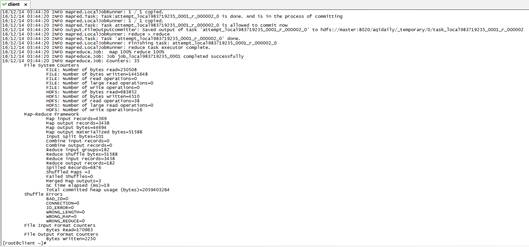 client
16/12/14 03:44:20 INFO mapred.LocalJobRunner: 1 / 1 copied.
16/12/14 03:44:20 INFO mapred.Task: Task:attempt_local983719235_0001_r_000002_0 is done. And is in the process of committing
16/12/14 03:44:20 INFO mapred.LocalJobRunner: 1 / 1 copied.
16/12/14 03:44:20 INFO mapred.Task: Task attempt_local983719235_0001_r_000002_0 is allowed to commit now
16/12/14 03:44:20 INFO output.FileOutputCommitter: Saved output of task 'attempt_local983719235_0001_r_000002_0' to hdfs://master:8020/aqidaily/_temporary/0/task_local983719235_0001_r_000002
16/12/14 03:44:20 INFO mapred.LocalJobRunner: reduce > reduce
16/12/14 03:44:20 INFO mapred.Task: Task 'attempt_local983719235_0001_r_000002_0' done.
16/12/14 03:44:20 INFO mapred.LocalJobRunner: Finishing task: attempt_local983719235_0001_r_000002_0
16/12/14 03:44:20 INFO mapred.LocalJobRunner: reduce task executor complete.
16/12/14 03:44:20 INFO mapreduce.Job: map 100% reduce 100%
16/12/14 03:44:20 INFO mapreduce.Job: Job job_local983719235_0001 completed successfully
16/12/14 03:44:20 INFO mapreduce.Job: Counters: 35
File System Counters
FILE: Number of bytes read=230508
FILE: Number of bytes written=1441648
FILE: Number of read operations=0
FILE: Number of large read operations=0
FILE: Number of write operations=0
HDFS: Number of bytes read=683852
HDFS: Number of bytes written=4510
HDFS: Number of read operations=38
HDFS: Number of large read operations=0
HDFS: Number of write operations=16
Map-Reduce Framework
Map input records=4368
Map output records=3438
Map output bytes=44694
Map output materialized bytes=51588
Input split bytes=101
Combine input records=0
Combine output records=0
Reduce input groups=182
Reduce shuffle bytes=51588
Reduce input records=3438
Reduce output records=182
Spilled Records=6876
Shuffled Maps =3
Failed Shuffles=0
Merged Map outputs=3
GC time elapsed (ms)=19
Total committed heap usage (bytes)=2059403264
Shuffle Errors
BAD_ID=0
CONNECTION=0
IO_ERROR=0
WRONG_LENGTH=0
WRONG_MAP=0
WRONG_REDUCE=0
File Input Format Counters
Bytes Read=170963
File Output Format Counters
Bytes Written=2250
[root@client ~]#